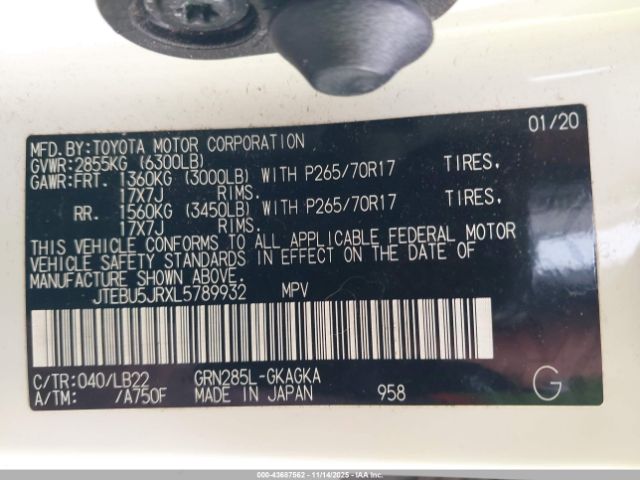 MFD. BY: TOYOTA MOTOR CORPORATION 01/20
GVWR: 2855KG (6300LB)
GAWR: FRT. 1360KG (3000LB) WITH P265/70R17 TIRES,
17X7J RIMS.
RR. 1560KG (3450LB) WITH P265/70R17 TIRES,
17X7J RIMS.
THIS VEHICLE CONFORMS TO ALL APPLICABLE FEDERAL MOTOR
VEHICLE SAFETY STANDARDS IN EFFECT ON THE DATE OF
MANUFACTURE SHOWN ABOVE.
JTEBU5JRXL5789932 MPV
C/TR: 040/LB22 GRN285L-GKAGKA
A/TM: /A750F MADE IN JAPAN 958 G
000-43687562 - 11/14/2025 - IAAI.COM